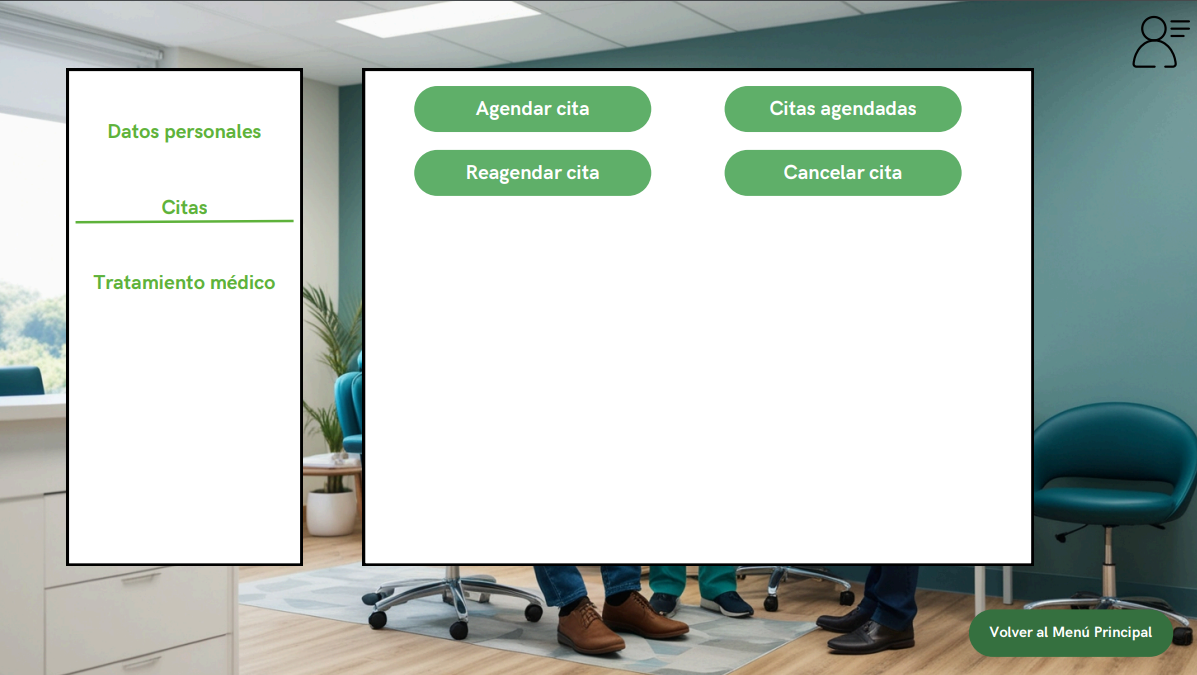 Datos personales
Citas
Tratamiento médico
Agendar cita
Citas agendadas
Reagendar cita
Cancelar cita
Volver al Menú Principal